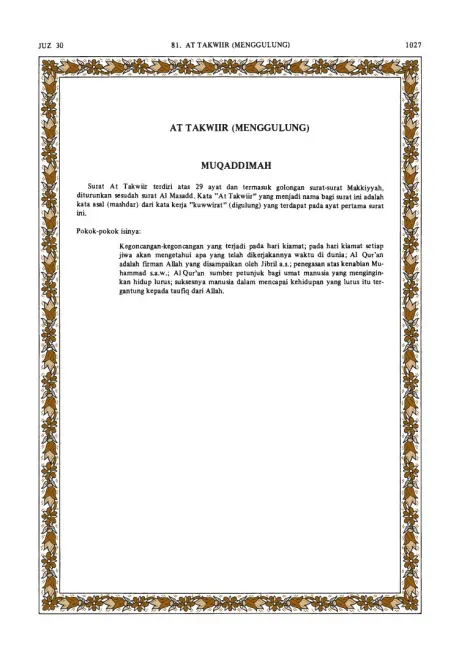 JUZ 30 81. AT TAKWIIR (MENGGULUNG) 1027
AT TAKWIIR (MENGGULUNG)
MUQADDIMAH
Surat At Takwiir terdiri atas 29 ayat dan termasuk golongan surat-surat Makkiyyah,
diturunkan sesudah surat Al Masadd. Kata "At Takwiir" yang menjadi nama bagi surat ini adalah
kata asal (mashdar) dari kata kerja "kuwwirat" (digulung) yang terdapat pada ayat pertama surat
ini.
Pokok-pokok isinya:
Kegoncangan-kegoncangan yang terjadi pada hari kiamat; pada hari kiamat setiap
jiwa akan mengetahui apa yang telah dikerjakannya waktu di dunia; Al Qur'an
adalah firman Allah yang disampaikan oleh Jibril a.s.; penegasan atas kenabian Mu-
hammad s.a.w.; Al Qur'an sumber petunjuk bagi umat manusia yang mengingin-
kan hidup lurus; suksesnya manusia dalam mencapai kehidupan yang lurus itu ter-
gantung kepada taufiq dari Allah.